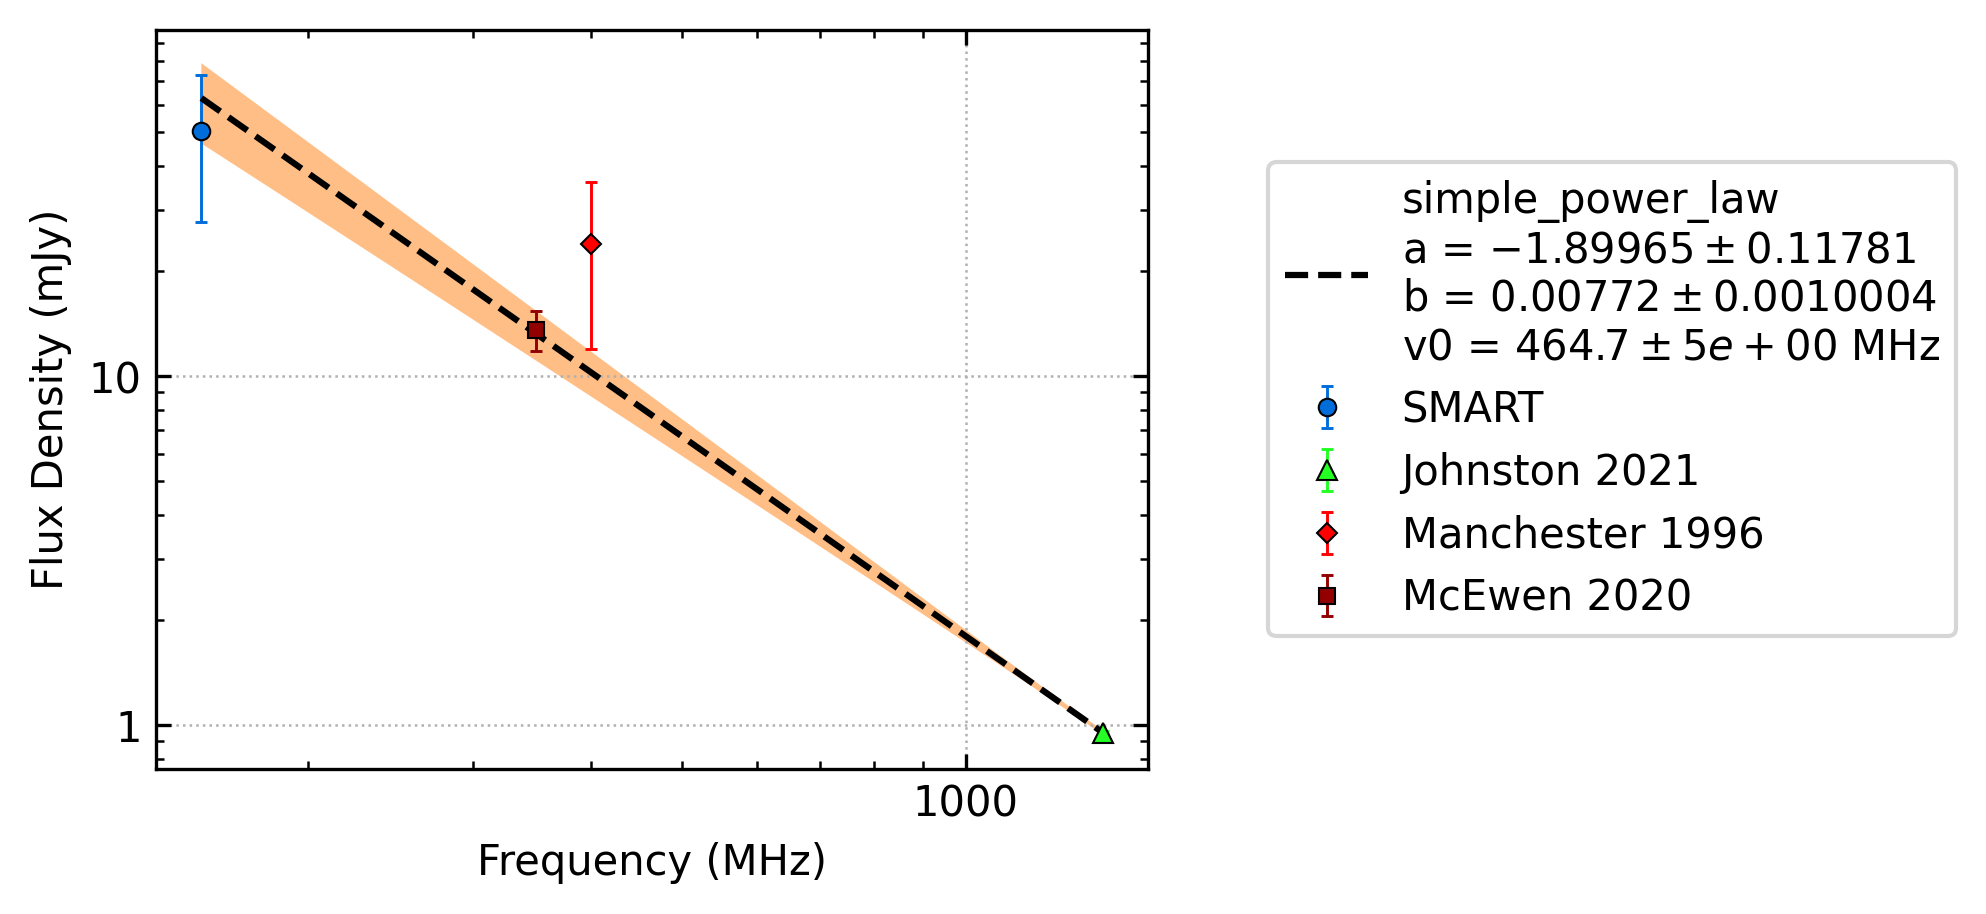 Flux Density (mJy)
10
1
1000
Frequency (MHz)
simple_power_law
a = −1.89965 ± 0.11781
b = 0.00772 ± 0.0010004
v0 = 464.7 ± 5e + 00 MHz
SMART
Johnston 2021
Manchester 1996
McEwen 2020